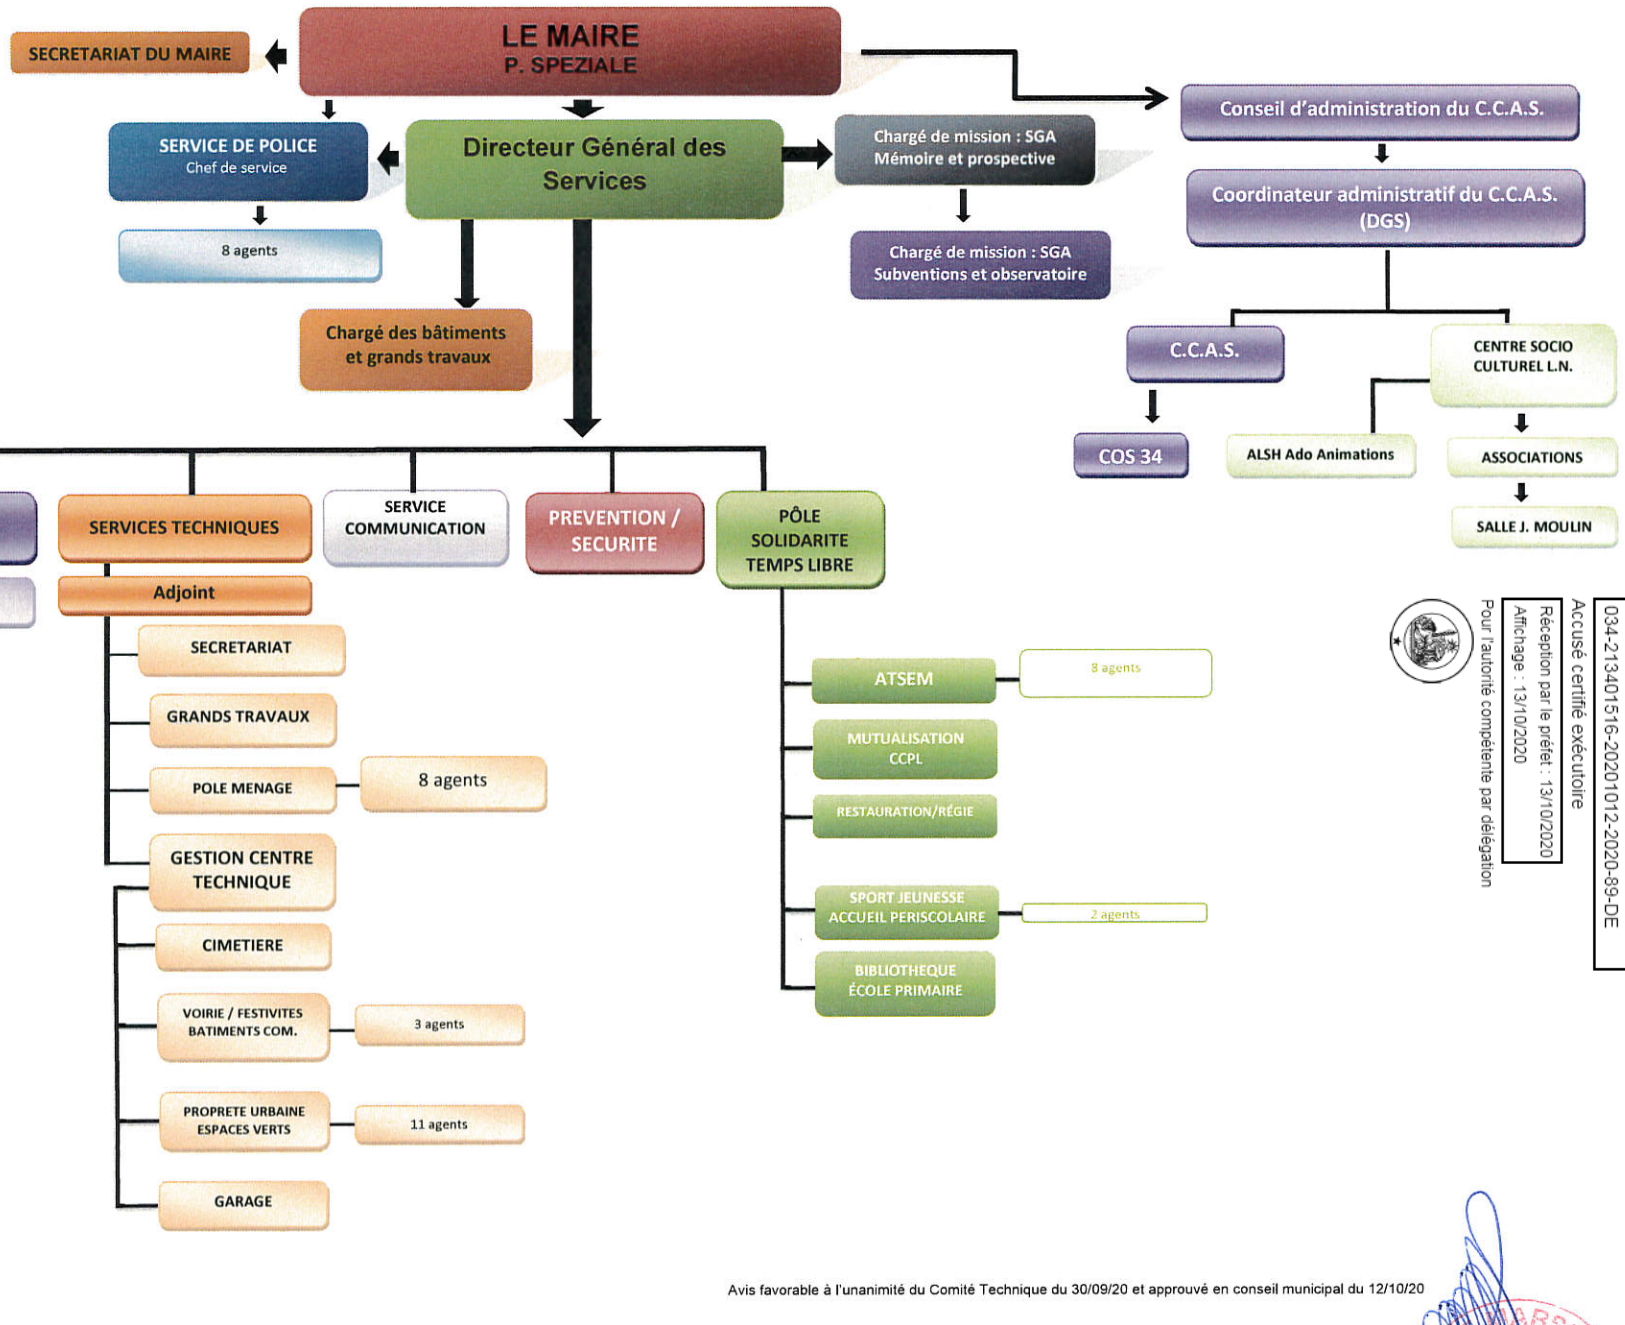 LE MAIRE
P. SPEZIALE
SECRETARIAT DU MAIRE
SERVICE DE POLICE
Chef de service
8 agents
Directeur Général des
Services
Chargé de mission : SGA
Mémoire et prospective
Chargé de mission : SGA
Subventions et observatoire
Chargé des bâtiments
et grands travaux
Conseil d'administration du C.C.A.S.
Coordinateur administratif du C.C.A.S.
(DGS)
C.C.A.S.
COS 34
CENTRE SOCIO
CULTUREL L.N.
ALSH Ado Animations
ASSOCIATIONS
SALLE J. MOULIN
SERVICES TECHNIQUES
Adjoint
SECRETARIAT
GRANDS TRAVAUX
POLE MENAGE
8 agents
GESTION CENTRE
TECHNIQUE
CIMETIERE
VOIRIE / FESTIVITES
BATIMENTS COM.
3 agents
PROPRETE URBAINE
ESPACES VERTS
11 agents
GARAGE
SERVICE
COMMUNICATION
PREVENTION /
SECURITE
PÔLE
SOLIDARITE
TEMPS LIBRE
ATSEM
8 agents
MUTUALISATION
CCPL
RESTAURATION/RÉGIE
SPORT JEUNESSE
ACCUEIL PERISCOLAIRE
2 agents
BIBLIOTHEQUE
ÉCOLE PRIMAIRE
034-213401516-20201012-2020-89-DE
Accusé certifié exécutoire
Réception par le préfet : 13/10/2020
Affichage : 13/10/2020
Pour l'autorité compétente par délégation
Avis favorable à l'unanimité du Comité Technique du 30/09/20 et approuvé en conseil municipal du 12/10/20